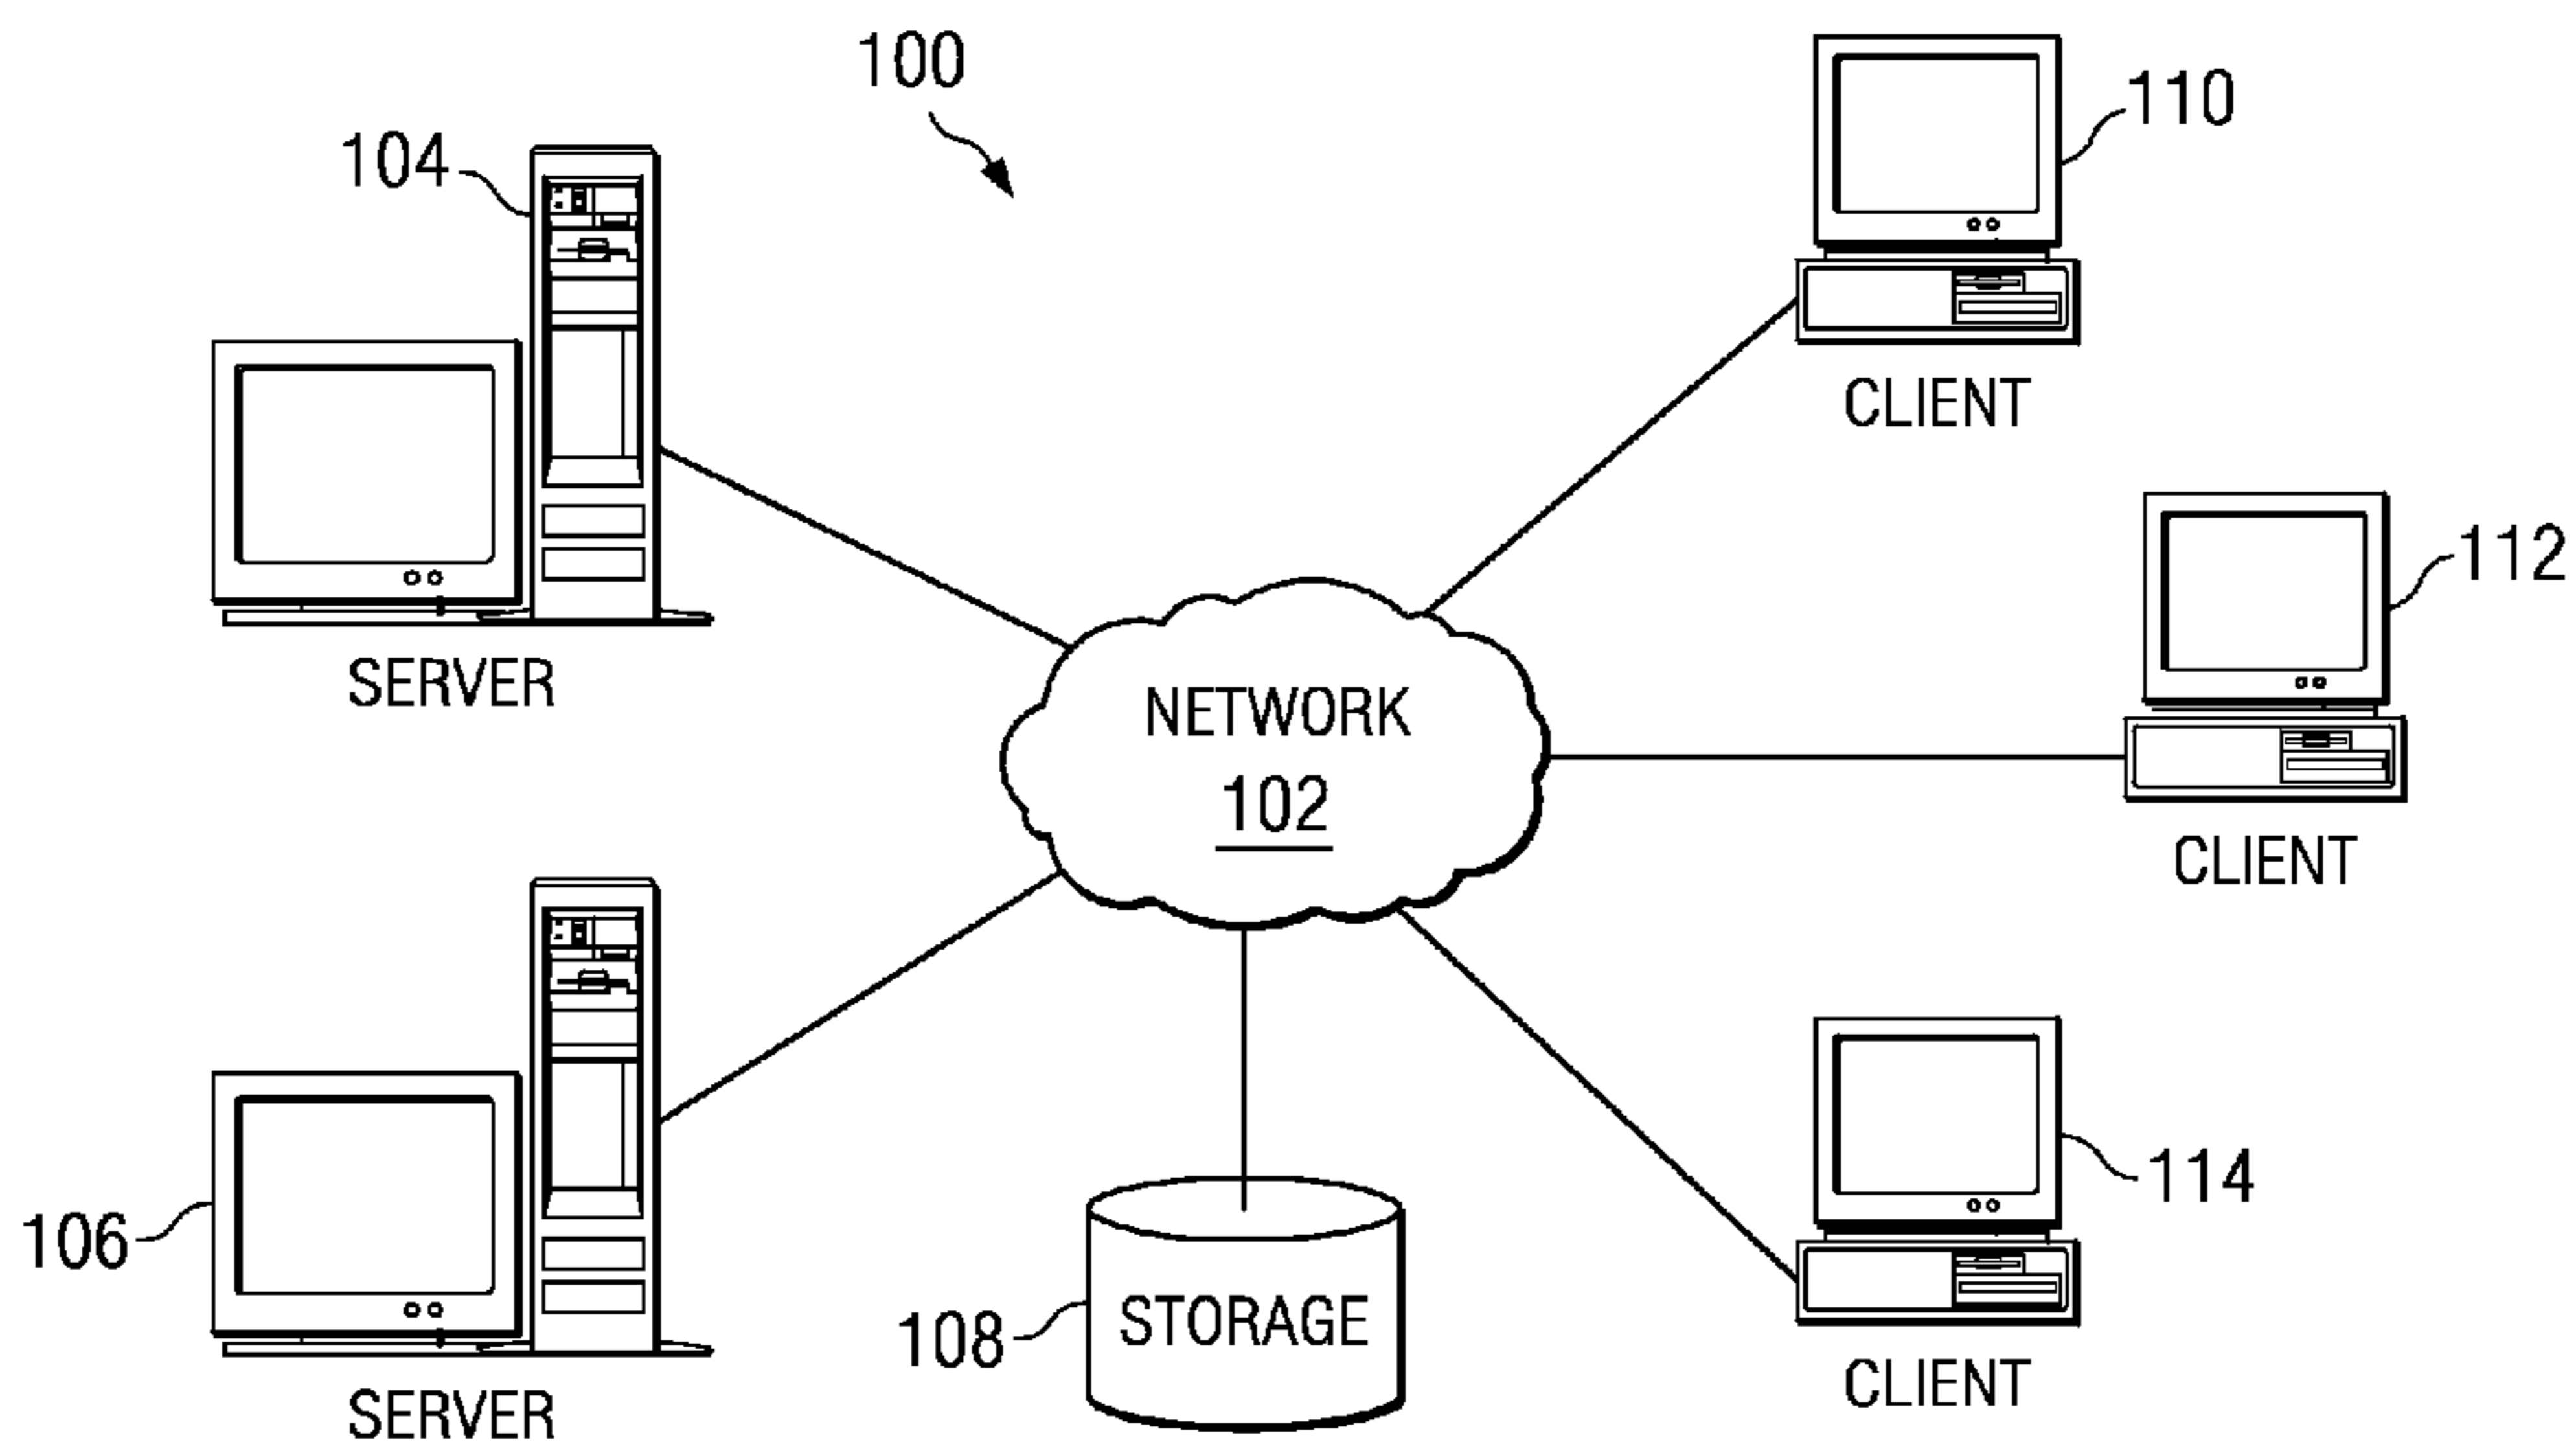 100
104
110
SERVER
CLIENT
112
NETWORK
102
CLIENT
106
SERVER
108
STORAGE
114
CLIENT